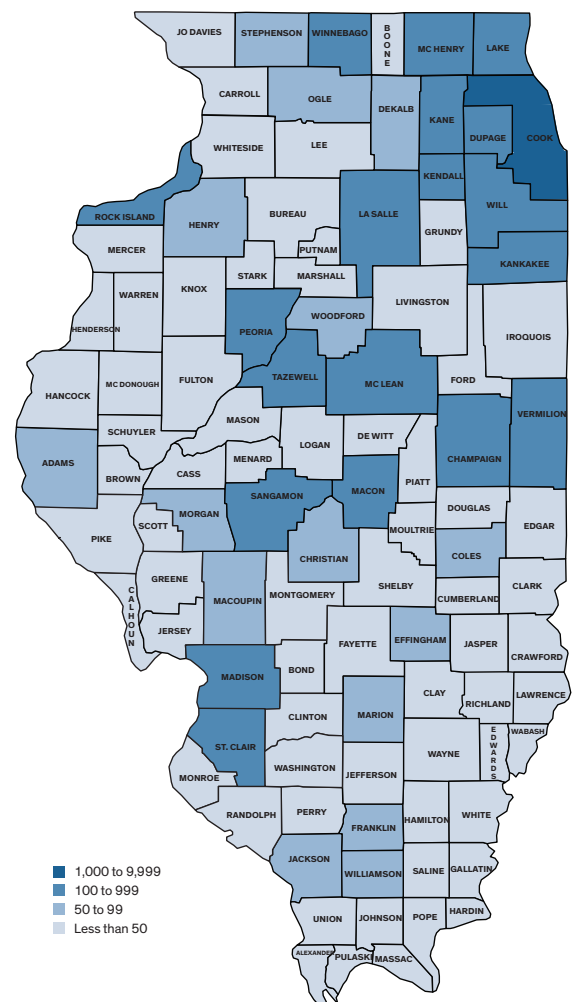 JO DAVIES
STEPHENSON
WINNEBAGO
BOONE
MC HENRY
LAKE
CARROLL
OGLE
DEKALB
KANE
DUPAGE
COOK
WHITESIDE
LEE
KENDALL
WILL
ROCK ISLAND
HENRY
BUREAU
LA SALLE
GRUNDY
MERCER
PUTNAM
KANKAKEE
STARK
MARSHALL
KNOX
WARREN
LIVINGSTON
WOODFORD
HENDERSON
PEORIA
IROQUOIS
TAZEWELL
MC LEAN
FORD
FULTON
MC DONOUGH
HANCOCK
VERMILION
MASON
SCHUYLER
LOGAN
DE WITT
CHAMPAIGN
ADAMS
BROWN
CASS
MENARD
PIATT
SANGAMON
MACON
DOUGLAS
SCOTT
MORGAN
MOULTRIE
EDGAR
PIKE
CHRISTIAN
COLES
GREENE
CALHOUN
MACOUPIN
MONTGOMERY
SHELBY
CUMBERLAND
CLARK
JERSEY
FAYETTE
EFFINGHAM
JASPER
CRAWFORD
MADISON
BOND
CLAY
RICHLAND
LAWRENCE
CLINTON
MARION
EDWARDS
WABASH
ST. CLAIR
WAYNE
WASHINGTON
JEFFERSON
MONROE
RANDOLPH
PERRY
HAMILTON
WHITE
FRANKLIN
JACKSON
WILLIAMSON
SALINE
GALLATIN
UNION
JOHNSON
POPE
HARDIN
ALEXANDER
PULASKI
MASSAC
1,000 to 9,999
100 to 999
50 to 99
Less than 50